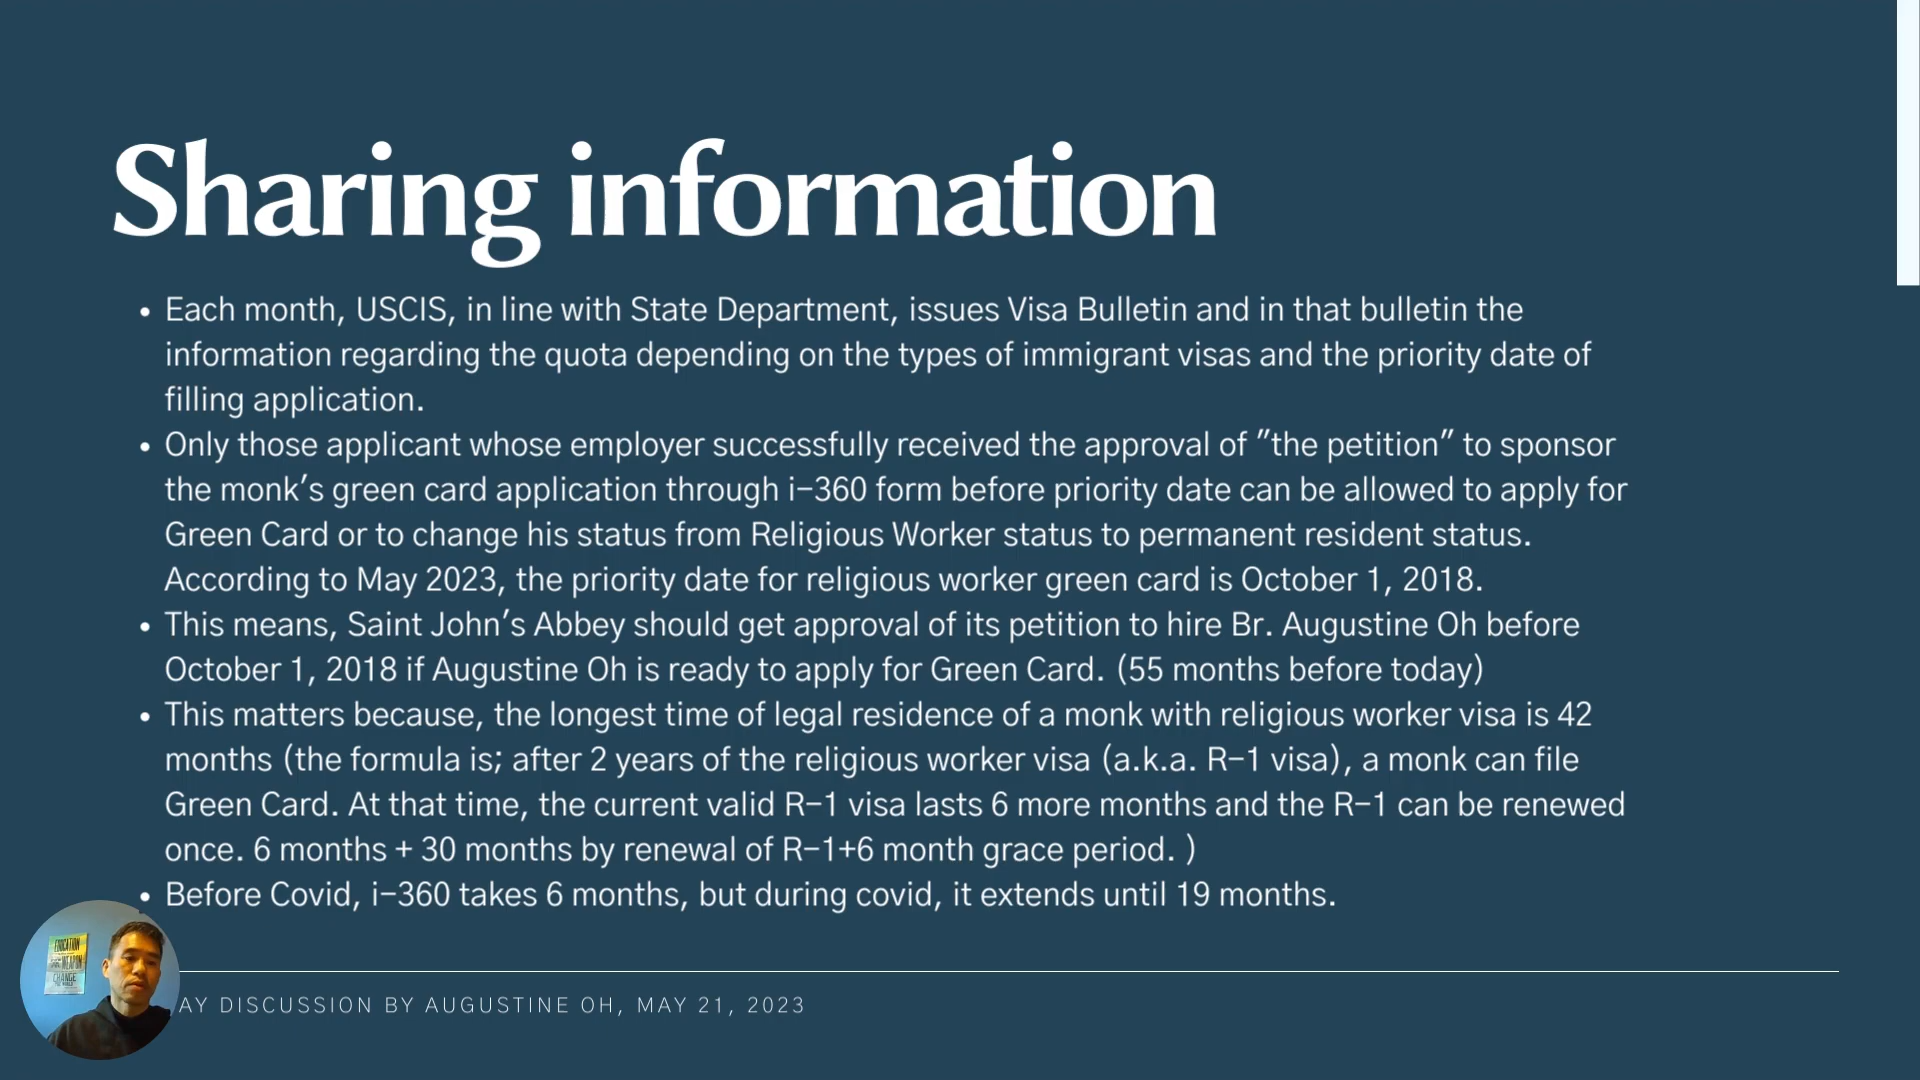 Sharing information
• Each month, USCIS, in line with State Department, issues Visa Bulletin and in that bulletin the
information regarding the quota depending on the types of immigrant visas and the priority date of
filling application.
• Only those applicant whose employer successfully received the approval of "the petition" to sponsor
the monk's green card application through i-360 form before priority date can be allowed to apply for
Green Card or to change his status from Religious Worker status to permanent resident status.
According to May 2023, the priority date for religious worker green card is October 1, 2018.
• This means, Saint John's Abbey should get approval of its petition to hire Br. Augustine Oh before
October 1, 2018 if Augustine Oh is ready to apply for Green Card. (55 months before today)
• This matters because, the longest time of legal residence of a monk with religious worker visa is 42
months (the formula is; after 2 years of the religious worker visa (a.k.a. R-1 visa), a monk can file
Green Card. At that time, the current valid R-1 visa lasts 6 more months and the R-1 can be renewed
once. 6 months + 30 months by renewal of R-1+6 month grace period. )
• Before Covid, i-360 takes 6 months, but during covid, it extends until 19 months.
EDUCATION
WEAPON
CHANGE
AY DISCUSSION BY AUGUSTINE OH, MAY 21, 2023